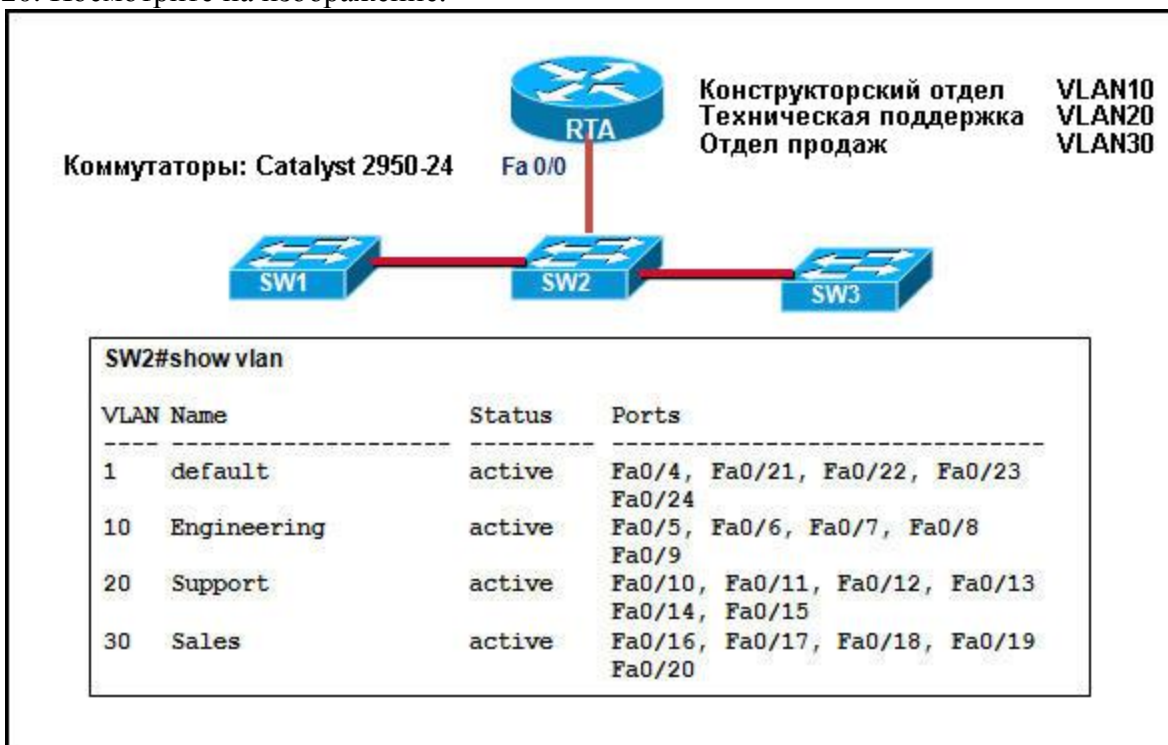 20. Посмотрите на изображение.
Конструкторский отдел VLAN10
Техническая поддержка VLAN20
Отдел продаж VLAN30
RTA
Коммутаторы: Catalyst 2950-24
Fa 0/0
SW1
SW2
SW3
SW2#show vlan
VLAN Name Status Ports
---- -------------------- --------- -------------------------------
1 default active Fa0/4, Fa0/21, Fa0/22, Fa0/23
Fa0/24
10 Engineering active Fa0/5, Fa0/6, Fa0/7, Fa0/8
Fa0/9
20 Support active Fa0/10, Fa0/11, Fa0/12, Fa0/13
Fa0/14, Fa0/15
30 Sales active Fa0/16, Fa0/17, Fa0/18, Fa0/19
Fa0/20